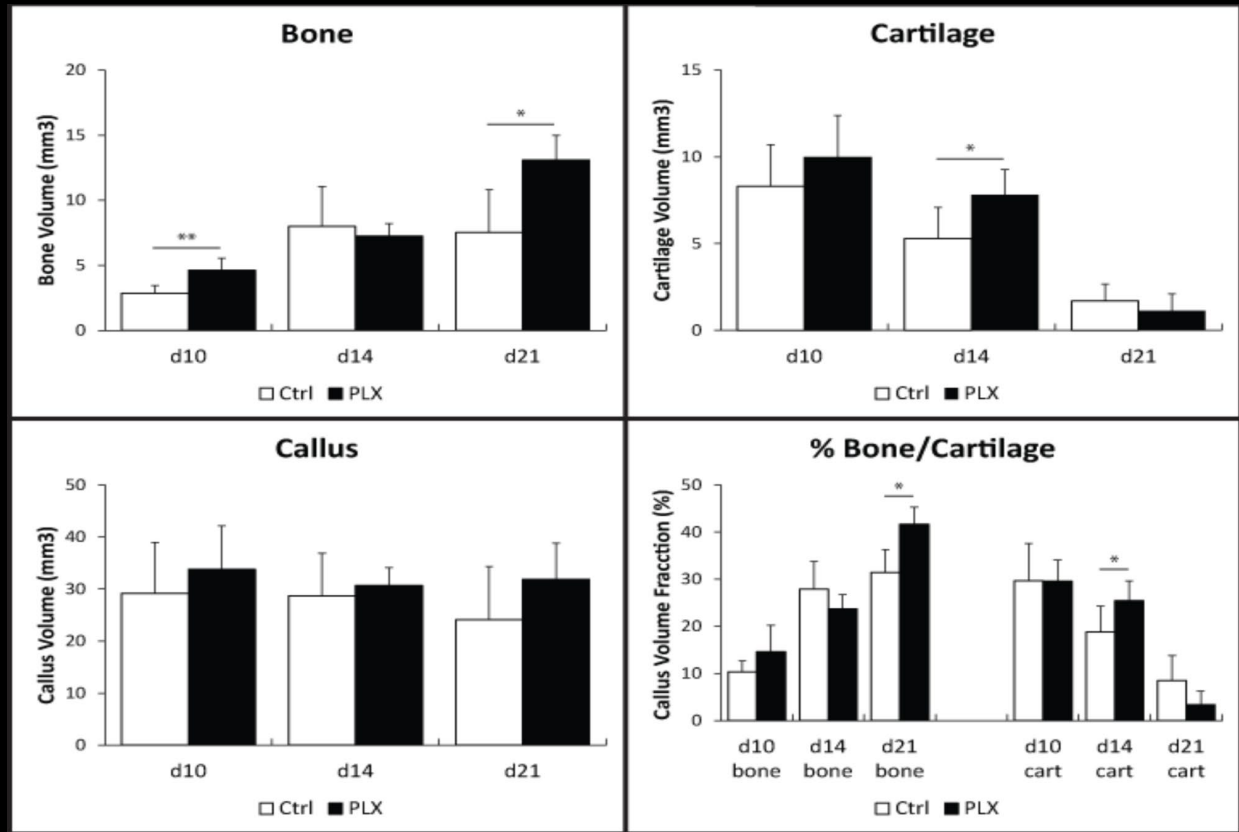 Bone
Bone Volume (mm3)
20
15
10
5
0
**
*
d10 d14 d21
Ctrl PLX
Cartilage
Cartilage Volume (mm3)
15
10
5
0
*
d10 d14 d21
Ctrl PLX
Callus
Callus Volume (mm3)
50
40
30
20
10
0
d10 d14 d21
Ctrl PLX
% Bone/Cartilage
Callus Volume Fracction (%)
50
40
30
20
10
0
*
*
d10 d14 d21 d10 d14 d21
bone bone bone cart cart cart
Ctrl PLX